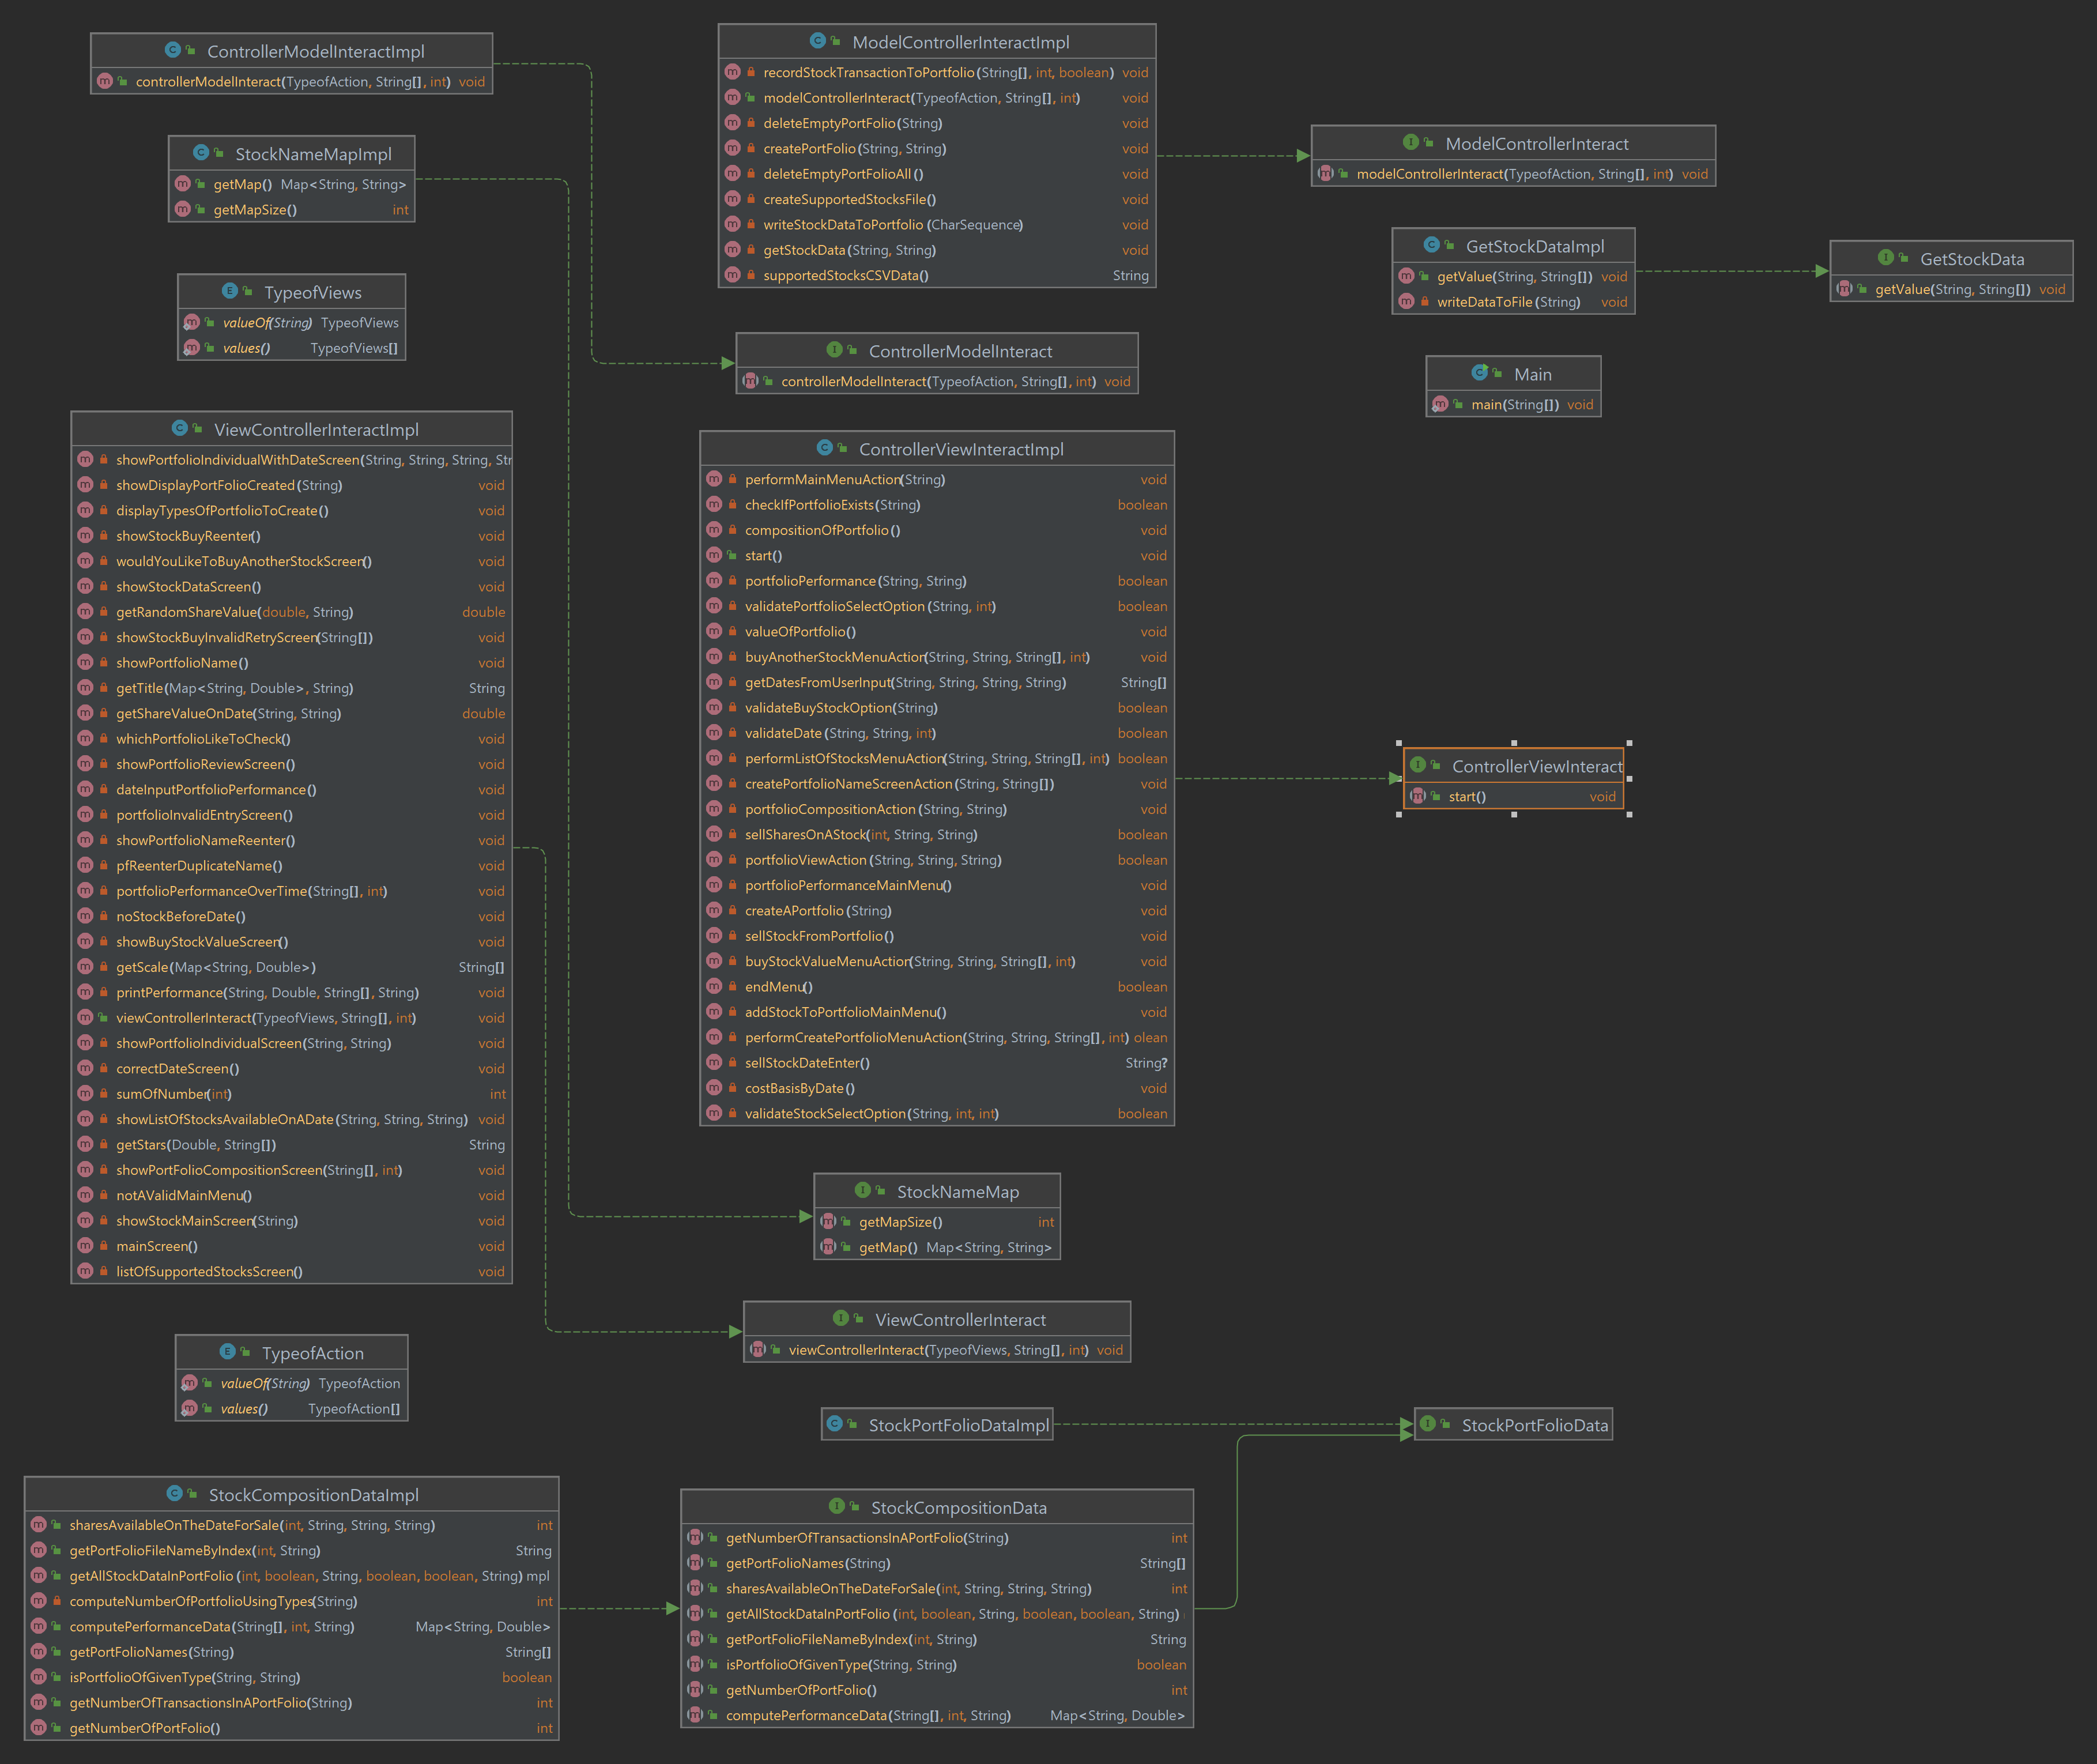 ControllerModelInteractImpl
controllerModelInteract(TypeofAction, String[], int) void
StockNameMapImpl
getMap() Map<String, String>
getMapSize() int
TypeofViews
valueOf(String) TypeofViews
values() TypeofViews[]
ViewControllerInteractImpl
showPortfolioIndividualWithDateScreen(String, String, String, Str
showDisplayPortFolioCreated(String) void
displayTypesOfPortfolioToCreate() void
showStockBuyReenter() void
wouldYouLikeToBuyAnotherStockScreen() void
showStockDataScreen() void
getRandomShareValue(double, String) double
showStockBuyInvalidRetryScreen(String[]) void
showPortfolioName() void
getTitle(Map<String, Double>, String) String
getShareValueOnDate(String, String) double
whichPortfolioLikeToCheck() void
showPortfolioReviewScreen() void
dateInputPortfolioPerformance() void
portfolioInvalidEntryScreen() void
showPortfolioNameReenter() void
pfReenterDuplicateName() void
portfolioPerformanceOverTime(String[], int) void
noStockBeforeDate() void
showBuyStockValueScreen() void
getScale(Map<String, Double>) String[]
printPerformance(String, Double, String[], String) void
viewControllerInteract(TypeofViews, String[], int) void
showPortfolioIndividualScreen(String, String) void
correctDateScreen() void
sumOfNumber(int) int
showListOfStocksAvailableOnADate(String, String, String) void
getStars(Double, String[]) String
showPortFolioCompositionScreen(String[], int) void
notAValidMainMenu() void
showStockMainScreen(String) void
mainScreen() void
listOfSupportedStocksScreen() void
TypeofAction
valueOf(String) TypeofAction
values() TypeofAction[]
StockCompositionDataImpl
sharesAvailableOnTheDateForSale(int, String, String, String) int
getPortFolioFileNameByIndex(int, String) String
getAllStockDataInPortFolio (int, boolean, String, boolean, boolean, String) mpl
computeNumberOfPortfolioUsingTypes(String) int
computePerformanceData(String[], int, String) Map<String, Double>
getPortFolioNames(String) String[]
isPortfolioOfGivenType(String, String) boolean
getNumberOfTransactionsInAPortFolio(String) int
getNumberOfPortFolio() int
ModelControllerInteractImpl
recordStockTransactionToPortfolio(String[], int, boolean) void
modelControllerInteract(TypeofAction, String[], int) void
deleteEmptyPortFolio(String) void
createPortFolio(String, String) void
deleteEmptyPortFolioAll() void
createSupportedStocksFile() void
writeStockDataToPortfolio (CharSequence) void
getStockData(String, String) void
supportedStocksCSVData() String
ControllerModelInteract
controllerModelInteract(TypeofAction, String[], int) void
ControllerViewInteractImpl
performMainMenuAction(String) void
checkIfPortfolioExists(String) boolean
compositionOfPortfolio() void
start() void
portfolioPerformance(String, String) boolean
validatePortfolioSelectOption (String, int) boolean
valueOfPortfolio() void
buyAnotherStockMenuAction(String, String, String[], int) void
getDatesFromUserInput(String, String, String, String) String[]
validateBuyStockOption(String) boolean
validateDate (String, String, int) boolean
performListOfStocksMenuAction(String, String, String[], int) boolean
createPortfolioNameScreenAction(String, String[]) void
portfolioCompositionAction (String, String) void
sellSharesOnAStock(int, String, String) boolean
portfolioViewAction (String, String, String) boolean
portfolioPerformanceMainMenu() void
createAPortfolio (String) void
sellStockFromPortfolio() void
buyStockValueMenuAction(String, String, String[], int) void
endMenu() boolean
addStockToPortfolioMainMenu() void
performCreatePortfolioMenuAction(String, String, String[], int) olean
sellStockDateEnter() String?
costBasisByDate() void
validateStockSelectOption(String, int, int) boolean
StockNameMap
getMapSize() int
getMap() Map<String, String>
ViewControllerInteract
viewControllerInteract(TypeofViews, String[], int) void
StockPortFolioDataImpl
StockCompositionData
getNumberOfTransactionsInAPortFolio(String) int
getPortFolioNames(String) String[]
sharesAvailableOnTheDateForSale(int, String, String, String) int
getAllStockDataInPortFolio (int, boolean, String, boolean, boolean, String)
getPortFolioFileNameByIndex(int, String) String
isPortfolioOfGivenType(String, String) boolean
getNumberOfPortFolio() int
computePerformanceData(String[], int, String) Map<String, Double>
ModelControllerInteract
modelControllerInteract(TypeofAction, String[], int) void
GetStockDataImpl
getValue(String, String[]) void
writeDataToFile (String) void
GetStockData
getValue(String, String[]) void
Main
main(String[]) void
ControllerViewInteract
start() void
StockPortFolioData